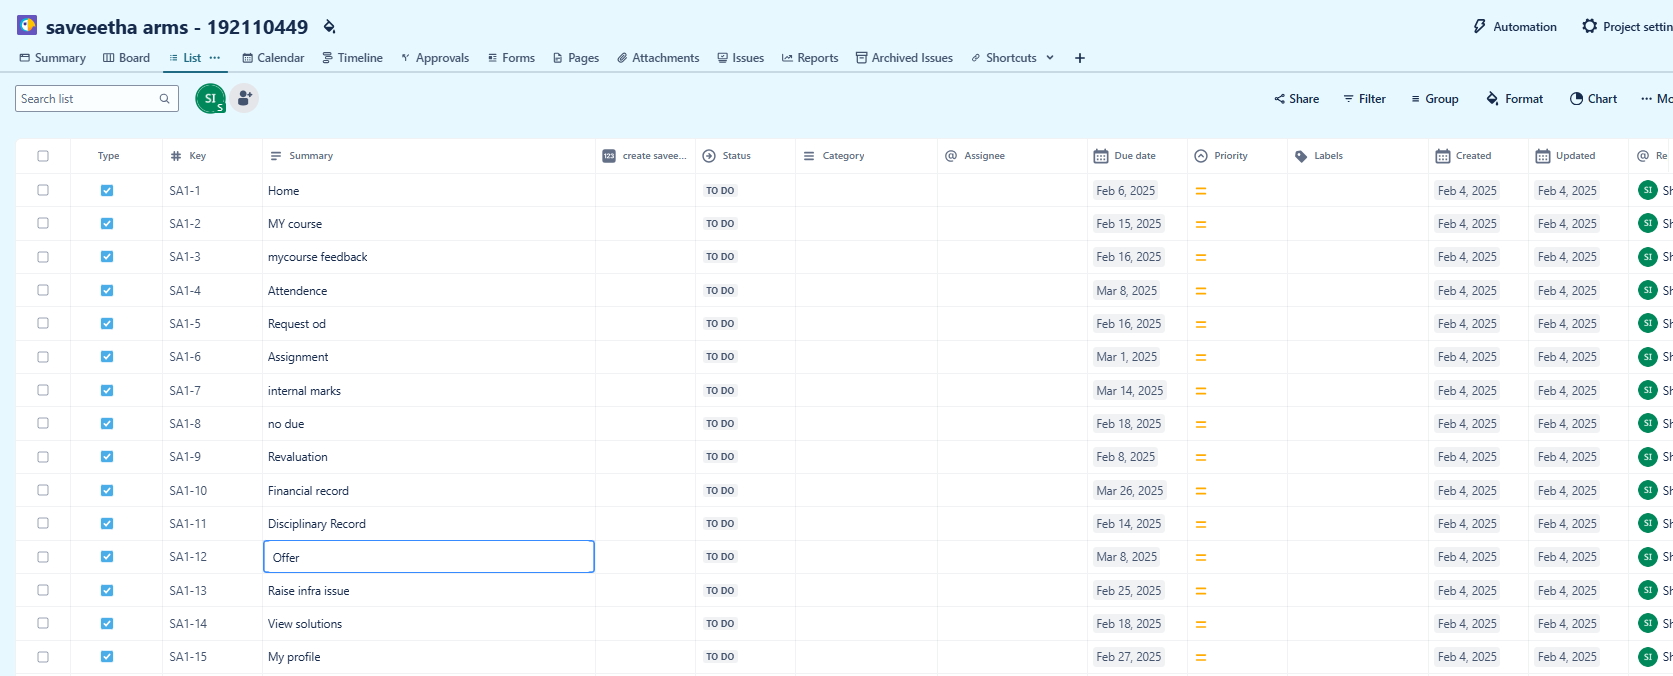 saveeetha arms - 192110449
Automation Project settin
Summary Board List ··· Calendar Timeline Approvals Forms Pages Attachments Issues Reports Archived Issues Shortcuts +
Search list SI S Share Filter Group Format Chart ··· Mo
Type # Key Summary 123 create savee... Status Category @ Assignee Due date Priority Labels Created Updated @ Re
SA1-1 Home TO DO Feb 6, 2025 Feb 4, 2025 Feb 4, 2025 SI Sh
SA1-2 MY course TO DO Feb 15, 2025 Feb 4, 2025 Feb 4, 2025 SI Sh
SA1-3 mycourse feedback TO DO Feb 16, 2025 Feb 4, 2025 Feb 4, 2025 SI Sh
SA1-4 Attendence TO DO Mar 8, 2025 Feb 4, 2025 Feb 4, 2025 SI Sh
SA1-5 Request od TO DO Feb 16, 2025 Feb 4, 2025 Feb 4, 2025 SI Sh
SA1-6 Assignment TO DO Mar 1, 2025 Feb 4, 2025 Feb 4, 2025 SI Sh
SA1-7 internal marks TO DO Mar 14, 2025 Feb 4, 2025 Feb 4, 2025 SI Sh
SA1-8 no due TO DO Feb 18, 2025 Feb 4, 2025 Feb 4, 2025 SI Sh
SA1-9 Revaluation TO DO Feb 8, 2025 Feb 4, 2025 Feb 4, 2025 SI Sh
SA1-10 Financial record TO DO Mar 26, 2025 Feb 4, 2025 Feb 4, 2025 SI Sh
SA1-11 Disciplinary Record TO DO Feb 14, 2025 Feb 4, 2025 Feb 4, 2025 SI Sh
SA1-12 Offer TO DO Mar 8, 2025 Feb 4, 2025 Feb 4, 2025 SI Sh
SA1-13 Raise infra issue TO DO Feb 25, 2025 Feb 4, 2025 Feb 4, 2025 SI Sh
SA1-14 View solutions TO DO Feb 18, 2025 Feb 4, 2025 Feb 4, 2025 SI Sh
SA1-15 My profile TO DO Feb 27, 2025 Feb 4, 2025 Feb 4, 2025 SI Sh